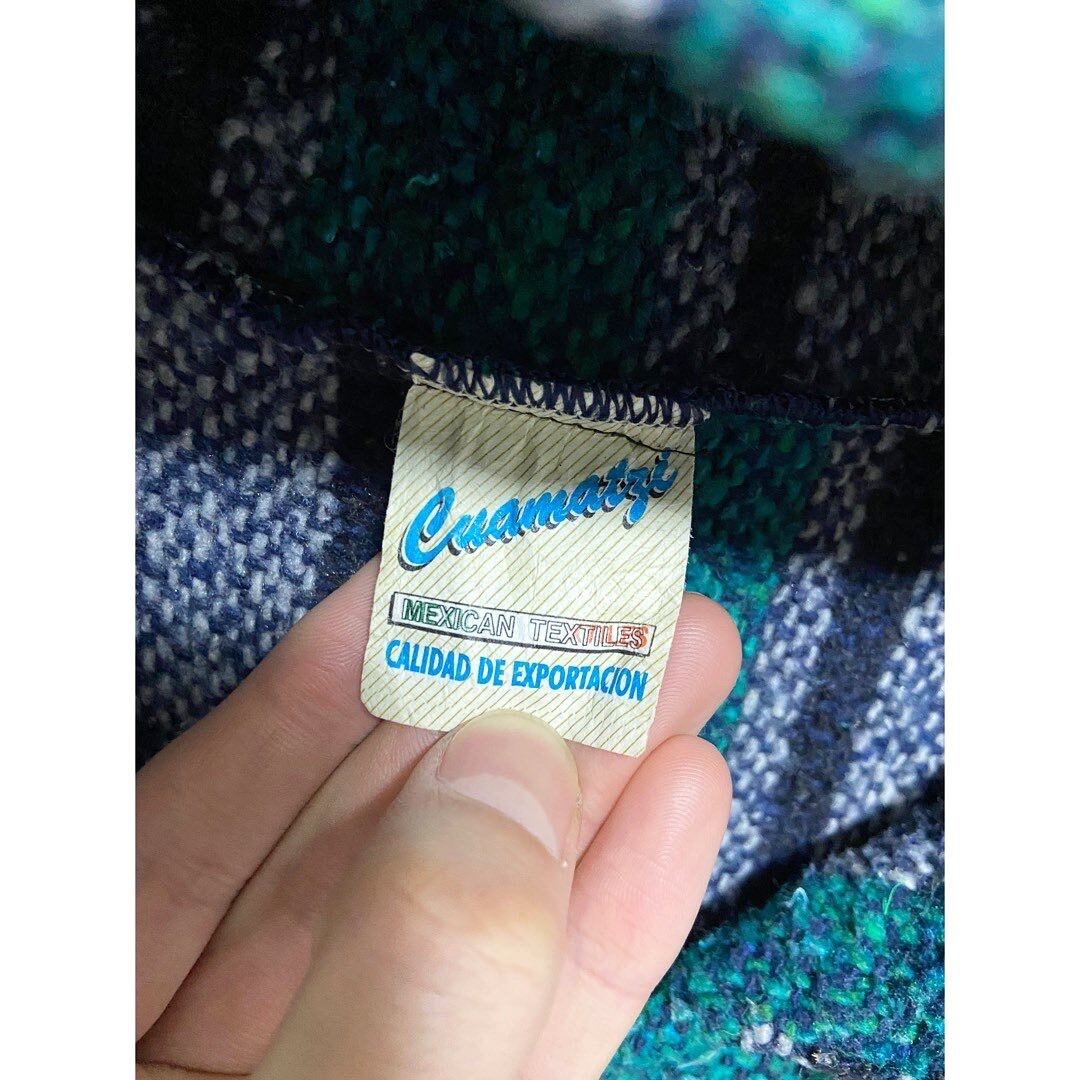 Cuamatzi
MEXICAN TEXTILES
CALIDAD DE EXPORTACION